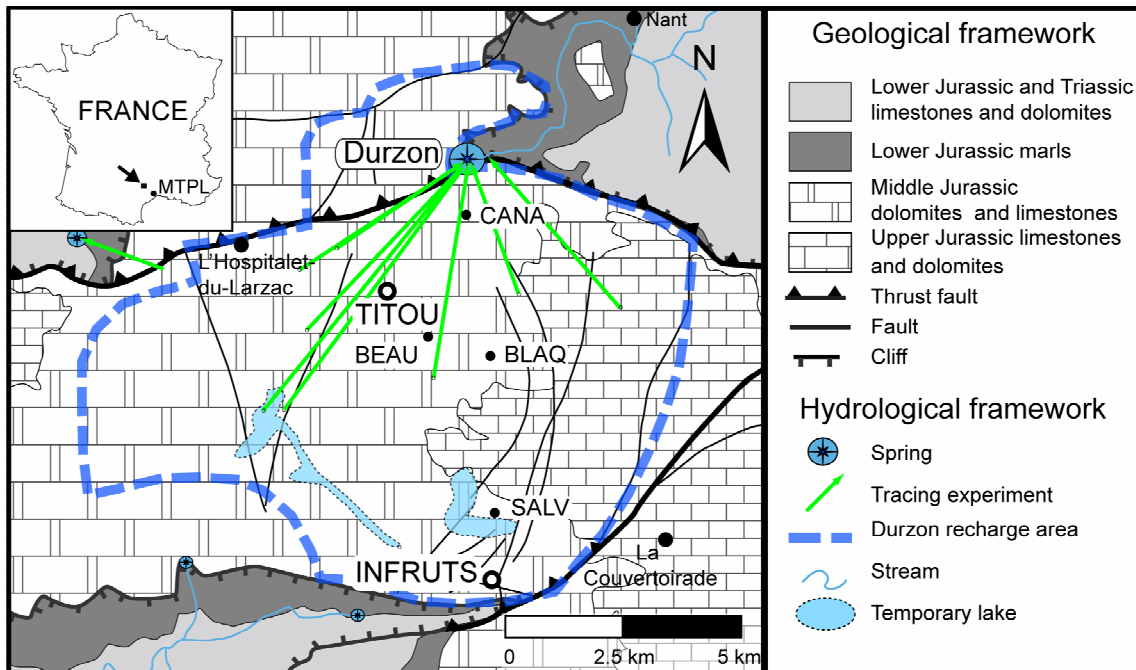 FRANCE
MTPL
Nant
N
Durzon
CANA
L'Hospitalet-
du-Larzac
TITOU
BEAU
BLAQ
SALV
INFRUTS
La
Couvertoirade
0 2.5 km 5 km
Geological framework
Lower Jurassic and Triassic
limestones and dolomites
Lower Jurassic marls
Middle Jurassic
dolomites and limestones
Upper Jurassic limestones
and dolomites
Thrust fault
Fault
Cliff
Hydrological framework
Spring
Tracing experiment
Durzon recharge area
Stream
Temporary lake